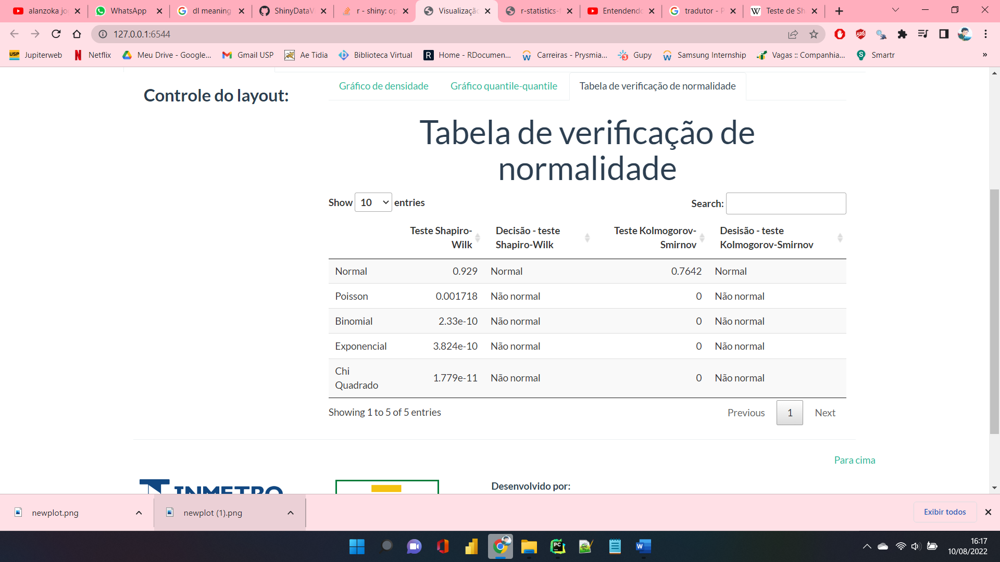 alanzoka jo
WhatsApp
dl meaning
ShinyDataV
r - shiny: op
Visualizaçã
r-statistics-
Entendendo
tradutor - P
Teste de Sh
127.0.0.1:6544
Jupiterweb
Netflix
Meu Drive - Google...
Gmail USP
Ae Tidia
Biblioteca Virtual
Home - RDocumen...
Carreiras - Prysmia...
Gupy
Samsung Internship
Vagas :: Companhia...
Smartr
»
Controle do layout:
Gráfico de densidade
Gráfico quantile-quantile
Tabela de verificação de normalidade
Tabela de verificação de
normalidade
Show 10 entries
Search:
Teste Shapiro-
Wilk
Decisão - teste
Shapiro-Wilk
Teste Kolmogorov-
Smirnov
Desisão - teste
Kolmogorov-Smirnov
Normal 0.929 Normal 0.7642 Normal
Poisson 0.001718 Não normal 0 Não normal
Binomial 2.33e-10 Não normal 0 Não normal
Exponencial 3.824e-10 Não normal 0 Não normal
Chi
Quadrado 1.779e-11 Não normal 0 Não normal
Showing 1 to 5 of 5 entries
Previous 1 Next
Para cima
INMETRO
Desenvolvido por:
newplot.png
newplot (1).png
Exibir todos
16:17
10/08/2022